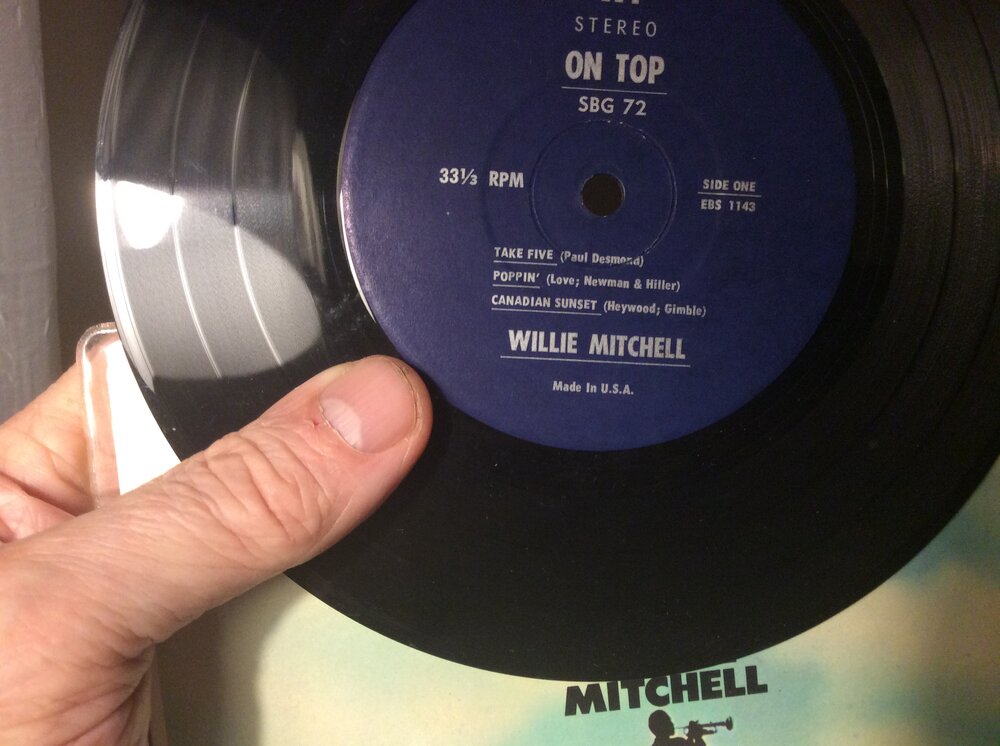 STEREO
ON TOP
SBG 72
33⅓ RPM
SIDE ONE
EBS 1143
TAKE FIVE (Paul Desmond)
POPPIN' (Love; Newman & Hiller)
CANADIAN SUNSET (Heywood; Gimble)
WILLIE MITCHELL
Made In U.S.A.
MITCHELL